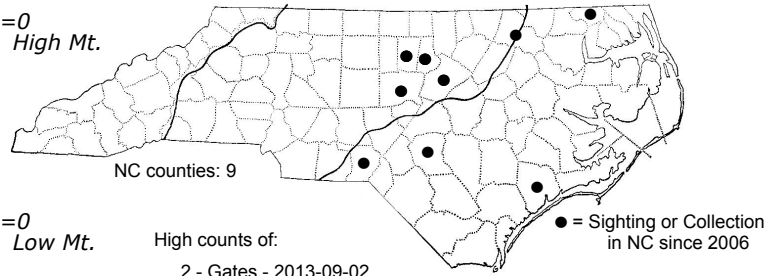 =0
High Mt.
NC counties: 9
=0
Low Mt.
High counts of:
2 - Gates - 2013-09-02
● = Sighting or Collection
in NC since 2006